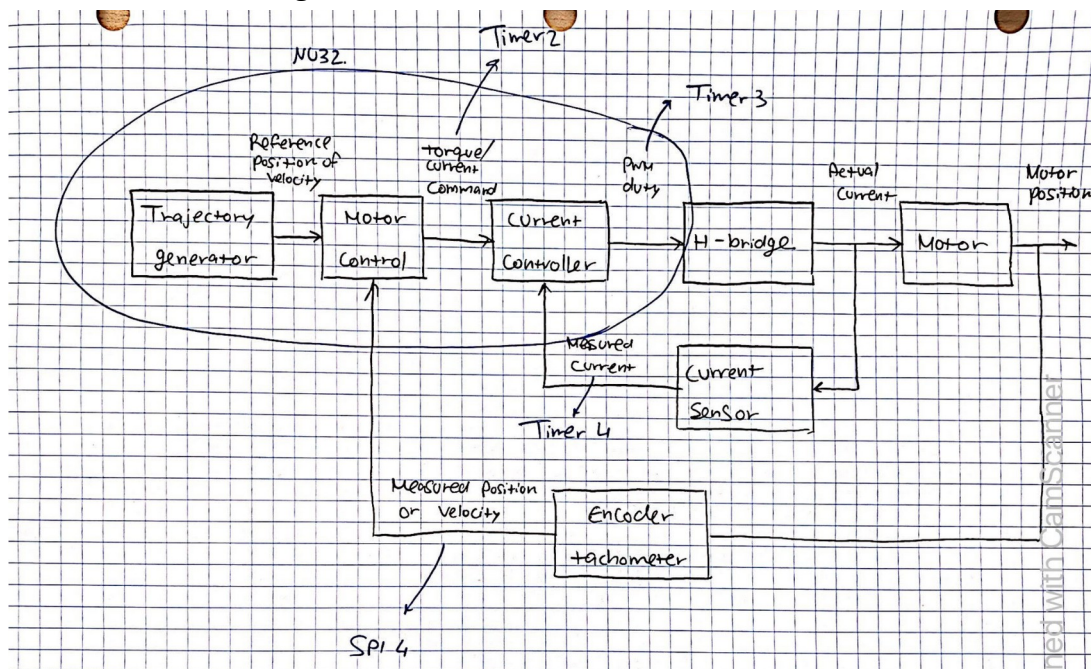 Timer 2
NU32.
Timer 3
Reference
Position of
velocity
torque/
current
Command
PWM
duty
Actual
Current
Motor
position
Trajectory
generator
Motor
Control
Current
Controller
H-bridge
Motor
Measured
Current
Current
Sensor
Timer 4
Measured Position
or Velocity
Encoder
tachometer
SPI 4
ned with CamScanner